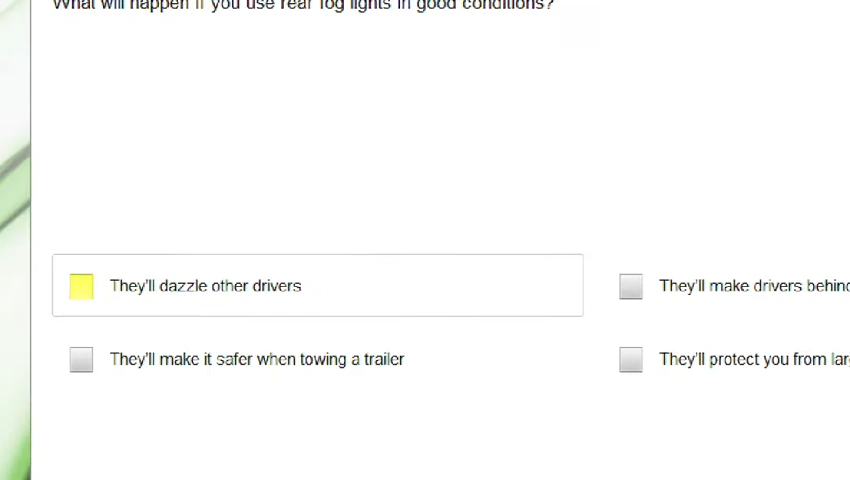 What will happen if you use rear fog lights in good conditions?
They'll dazzle other drivers
They'll make drivers behind
They'll make it safer when towing a trailer
They'll protect you from